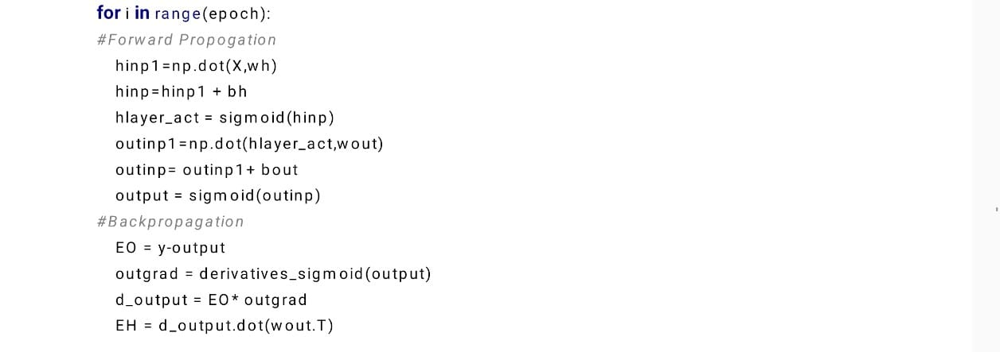 for i in range(epoch):
#Forward Propogation
hinp1=np.dot(X,wh)
hinp=hinp1 + bh
hlayer_act = sigmoid(hinp)
outinp1=np.dot(hlayer_act,wout)
outinp= outinp1+ bout
output = sigmoid(outinp)
#Backpropagation
EO = y-output
outgrad = derivatives_sigmoid(output)
d_output = EO* outgrad
EH = d_output.dot(wout.T)